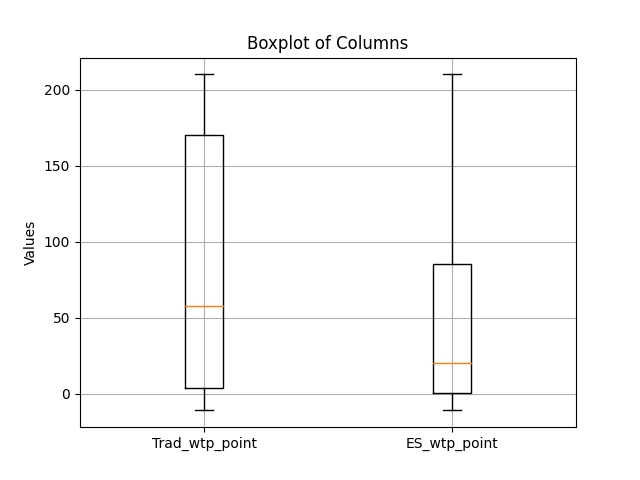 Boxplot of Columns
200
150
100
50
0
Values
Trad_wtp_point
ES_wtp_point